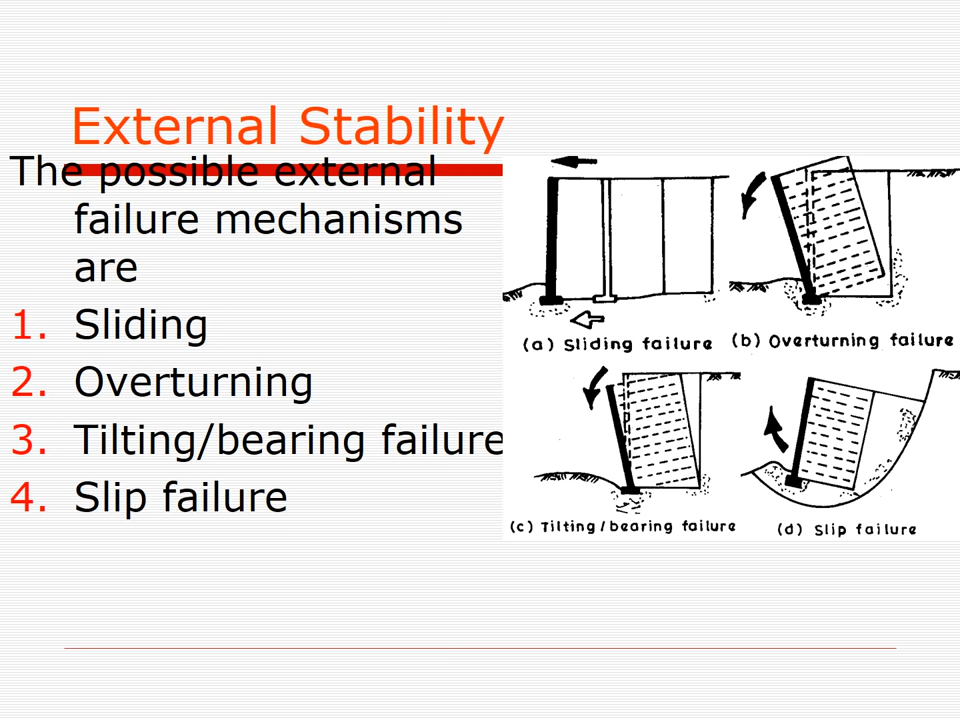 External Stability
The possible external
failure mechanisms
are
1. Sliding
2. Overturning
3. Tilting/bearing failure
4. Slip failure
(a) Sliding failure
(b) Overturning failure
(c) Tilting/bearing failure
(d) Slip failure